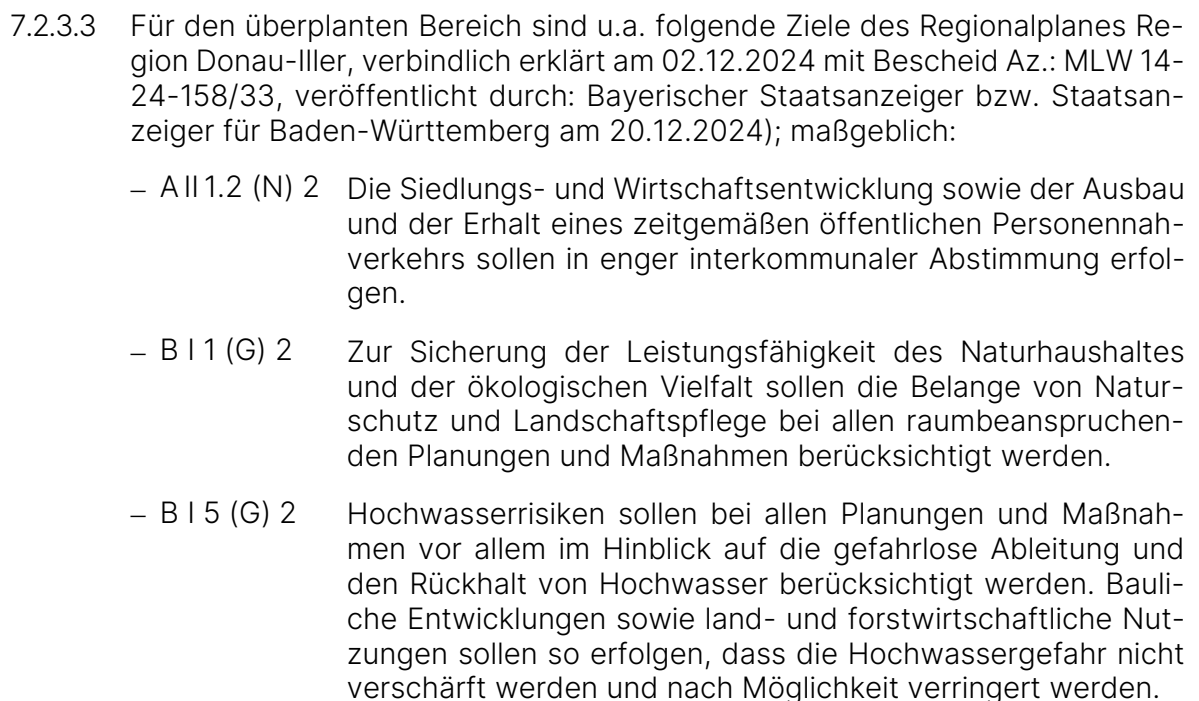 7.2.3.3 Für den überplanten Bereich sind u.a. folgende Ziele des Regionalplanes Re-
gion Donau-Iller, verbindlich erklärt am 02.12.2024 mit Bescheid Az.: MLW 14-
24-158/33, veröffentlicht durch: Bayerischer Staatsanzeiger bzw. Staatsan-
zeiger für Baden-Württemberg am 20.12.2024); maßgeblich:
– A II 1.2 (N) 2 Die Siedlungs- und Wirtschaftsentwicklung sowie der Ausbau
und der Erhalt eines zeitgemäßen öffentlichen Personennah-
verkehrs sollen in enger interkommunaler Abstimmung erfol-
gen.
– B I 1 (G) 2 Zur Sicherung der Leistungsfähigkeit des Naturhaushaltes
und der ökologischen Vielfalt sollen die Belange von Natur-
schutz und Landschaftspflege bei allen raumbeanspruchen-
den Planungen und Maßnahmen berücksichtigt werden.
– B I 5 (G) 2 Hochwasserrisiken sollen bei allen Planungen und Maßnah-
men vor allem im Hinblick auf die gefahrlose Ableitung und
den Rückhalt von Hochwasser berücksichtigt werden. Bauli-
che Entwicklungen sowie land- und forstwirtschaftliche Nut-
zungen sollen so erfolgen, dass die Hochwassergefahr nicht
verschärft werden und nach Möglichkeit verringert werden.